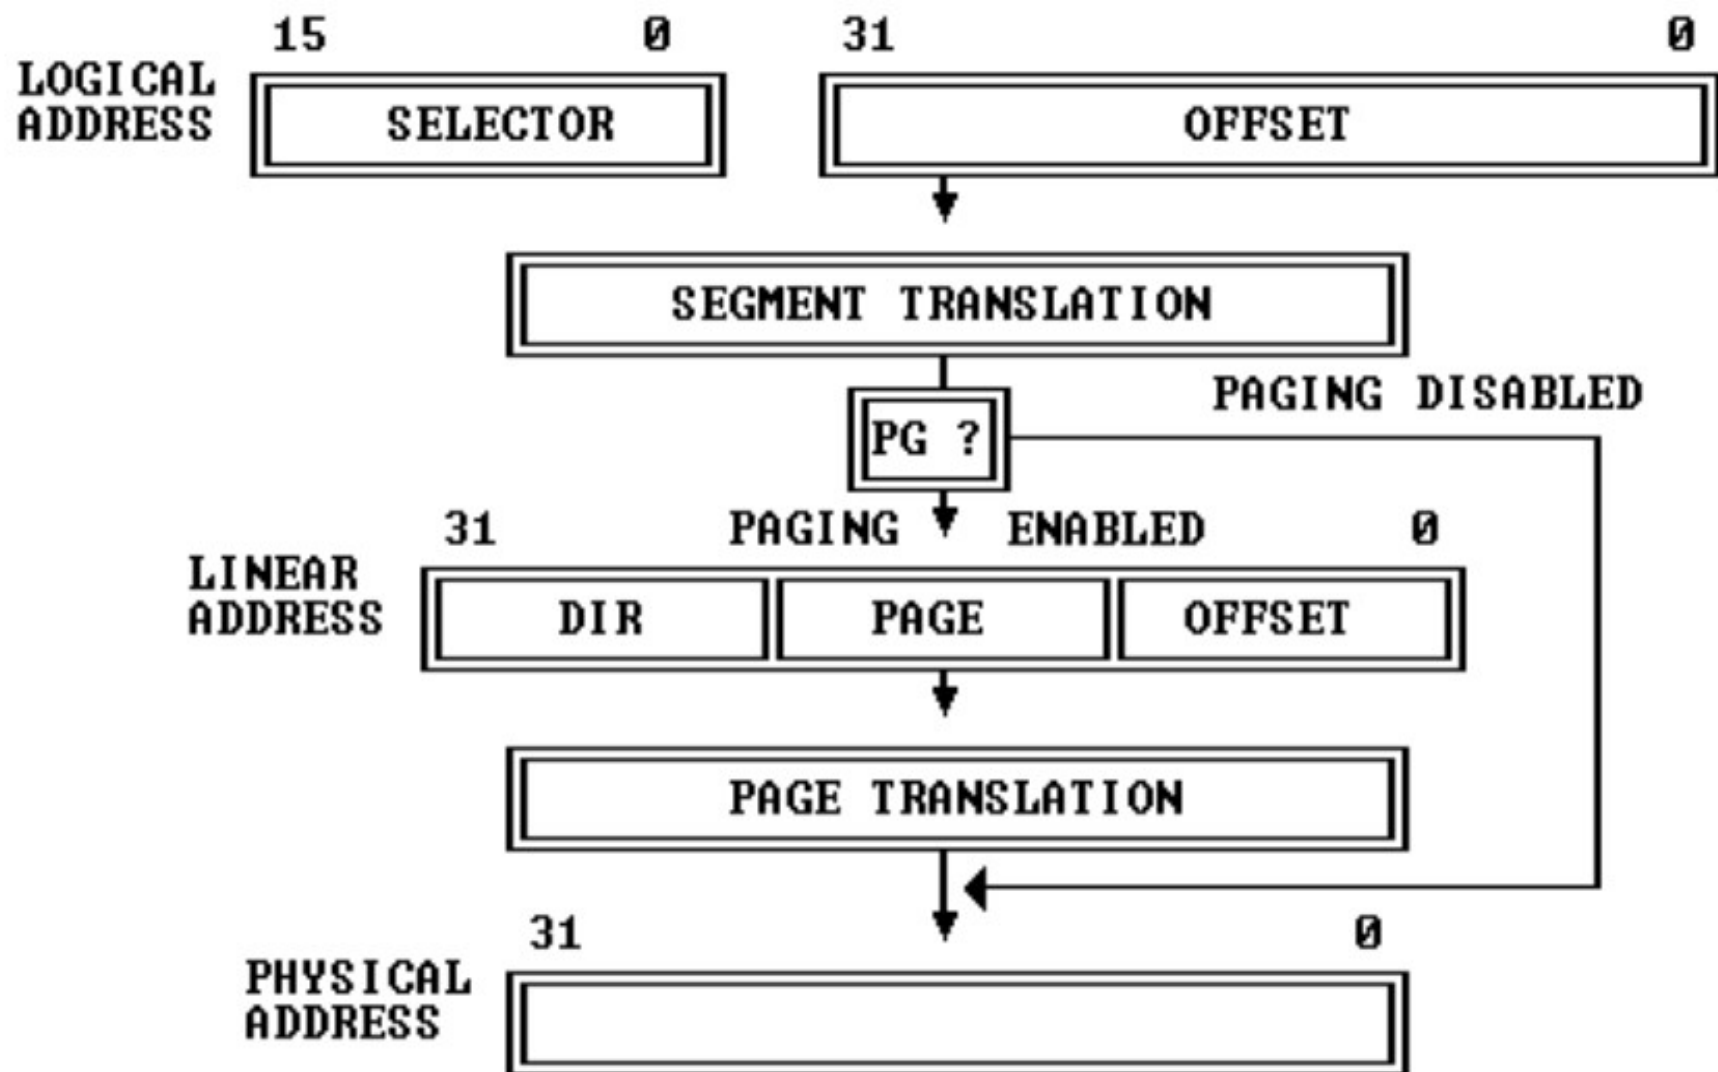 15 0 31 0
LOGICAL
ADDRESS
SELECTOR OFFSET
SEGMENT TRANSLATION
PAGING DISABLED
PG ?
31 PAGING ENABLED 0
LINEAR
ADDRESS
DIR PAGE OFFSET
PAGE TRANSLATION
31 0
PHYSICAL
ADDRESS